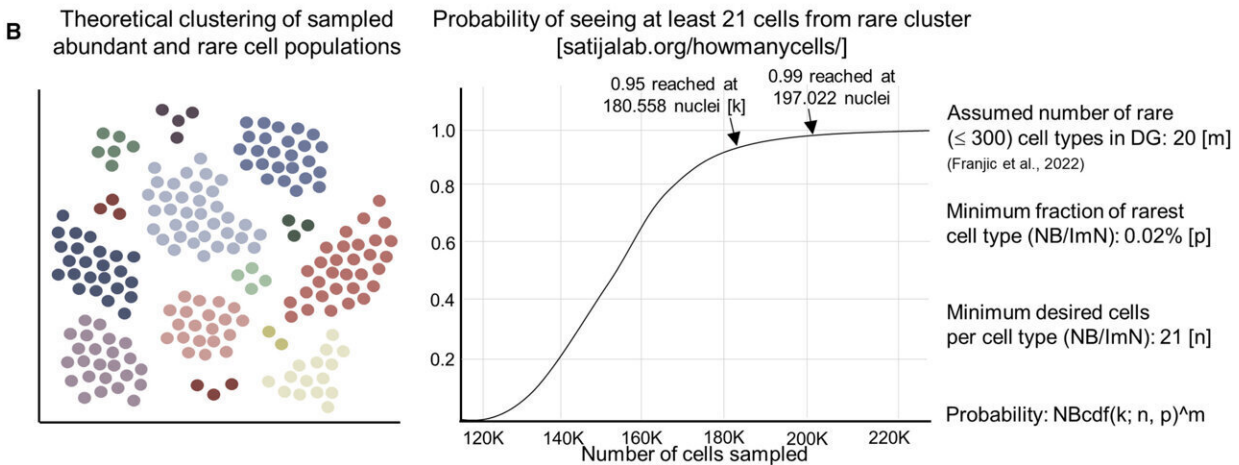 B
Theoretical clustering of sampled
abundant and rare cell populations
Probability of seeing at least 21 cells from rare cluster
[satijalab.org/howmanycells/]
0.95 reached at
180.558 nuclei [k]
0.99 reached at
197.022 nuclei
1.0
0.8
0.6
0.4
0.2
120K 140K 160K 180K 200K 220K
Number of cells sampled
Assumed number of rare
(≤ 300) cell types in DG: 20 [m]
(Franjic et al., 2022)
Minimum fraction of rarest
cell type (NB/ImN): 0.02% [p]
Minimum desired cells
per cell type (NB/ImN): 21 [n]
Probability: NBcdf(k; n, p)^m